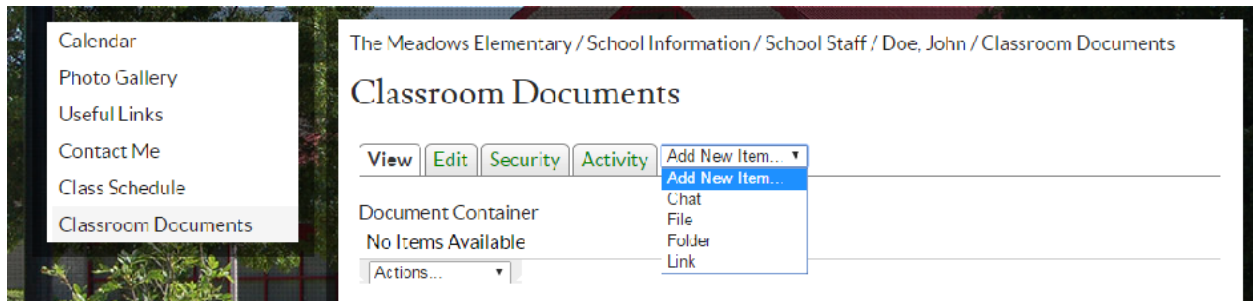 Calendar
Photo Gallery
Useful Links
Contact Me
Class Schedule
Classroom Documents
The Meadows Elementary / School Information / School Staff / Doe, John / Classroom Documents
Classroom Documents
View Edit Security Activity Add New Item...
Add New Item...
Chat
File
Folder
Link
Document Container
No Items Available
Actions...